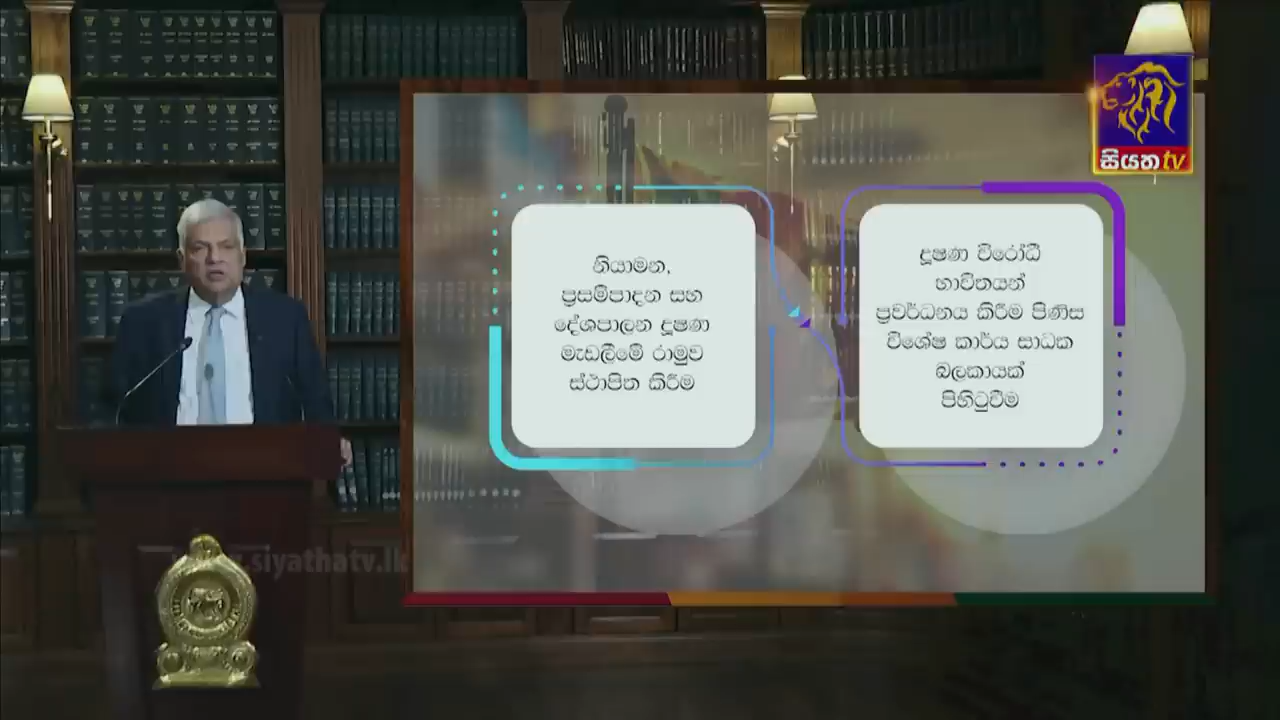 සියත tv
නියාමන,
ප්‍රසම්පාදන සහ
දේශපාලන දූෂණ
මැඩලීමේ රාමුව
ස්ථාපිත කිරීම
දූෂණ විරෝධී
භාවිතයන්
ප්‍රවර්ධනය කිරීම පිණිස
විශේෂ කාර්ය සාධක
බලකායක්
පිහිටුවීම
siyathatv.lk